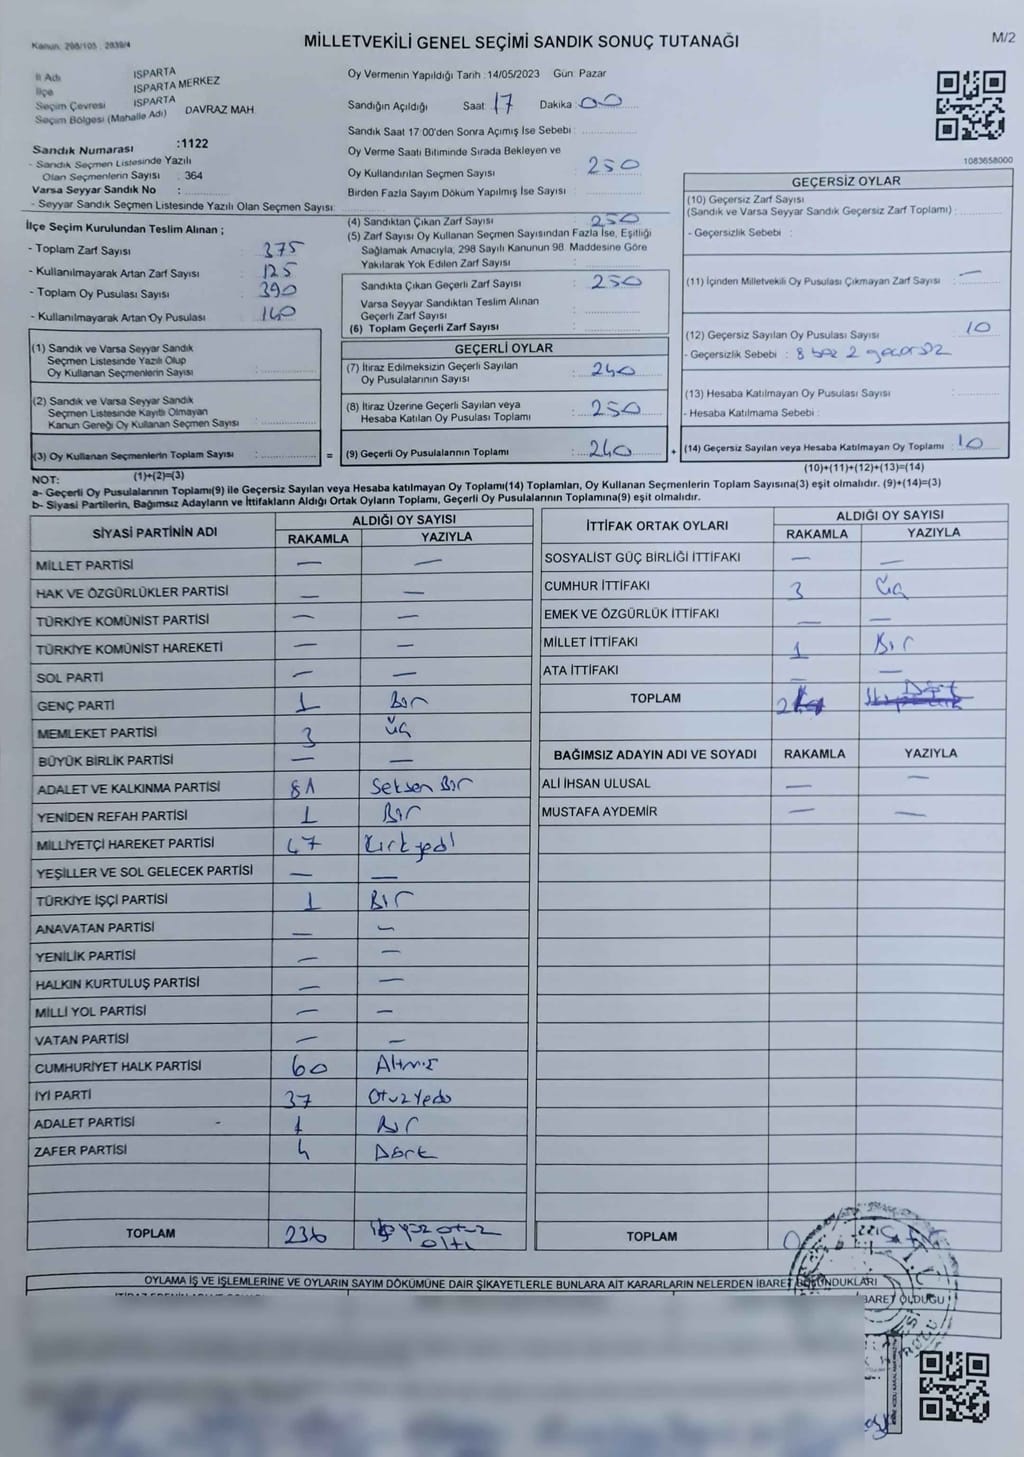 Kanun: 298/105 , 2839/4
MİLLETVEKİLİ GENEL SEÇİMİ SANDIK SONUÇ TUTANAĞI
M/2
İl Adı ISPARTA
İlçe ISPARTA MERKEZ
Seçim Çevresi ISPARTA
Seçim Bölgesi (Mahalle Adı) DAVRAZ MAH
Sandık Numarası :1122
- Sandık Seçmen Listesinde Yazılı
Olan Seçmenlerin Sayısı : 364
Varsa Seyyar Sandık No :
- Seyyar Sandık Seçmen Listesinde Yazılı Olan Seçmen Sayısı:
İlçe Seçim Kurulundan Teslim Alınan ;
- Toplam Zarf Sayısı 375
- Kullanılmayarak Artan Zarf Sayısı 125
- Toplam Oy Pusulası Sayısı 390
- Kullanılmayarak Artan Oy Pusulası 140
Oy Vermenin Yapıldığı Tarih :14/05/2023 Gün: Pazar
Sandığın Açıldığı Saat 17 Dakika :00
Sandık Saat 17:00'den Sonra Açımış İse Sebebi :
Oy Verme Saati Bitiminde Sırada Bekleyen ve
Oy Kullandırılan Seçmen Sayısı : 250
Birden Fazla Sayım Döküm Yapılmış İse Sayısı :
(4) Sandıktan Çıkan Zarf Sayısı : 250
(5) Zarf Sayısı Oy Kullanan Seçmen Sayısından Fazla İse, Eşitliği
Sağlamak Amacıyla, 298 Sayılı Kanunun 98. Maddesine Göre
Yakılarak Yok Edilen Zarf Sayısı :
Sandıkta Çıkan Geçerli Zarf Sayısı : 250
Varsa Seyyar Sandıktan Teslim Alınan
Geçerli Zarf Sayısı :
(6) Toplam Geçerli Zarf Sayısı :
1083658000
GEÇERSİZ OYLAR
(10) Geçersiz Zarf Sayısı
(Sandık ve Varsa Seyyar Sandık Geçersiz Zarf Toplamı) :
- Geçersizlik Sebebi :
(11) İçinden Milletvekili Oy Pusulası Çıkmayan Zarf Sayısı : —
(12) Geçersiz Sayılan Oy Pusulası Sayısı : 10
- Geçersizlik Sebebi : 8 boş 2 geçersiz
(13) Hesaba Katılmayan Oy Pusulası Sayısı :
- Hesaba Katılmama Sebebi :
(14) Geçersiz Sayılan veya Hesaba Katılmayan Oy Toplamı : 10
(10)+(11)+(12)+(13)=(14)
(1) Sandık ve Varsa Seyyar Sandık
Seçmen Listesinde Yazılı Olup
Oy Kullanan Seçmenlerin Sayısı :
(2) Sandık ve Varsa Seyyar Sandık
Seçmen Listesinde Kayıtlı Olmayan
Kanun Gereği Oy Kullanan Seçmen Sayısı :
(3) Oy Kullanan Seçmenlerin Toplam Sayısı : =
(1)+(2)=(3)
GEÇERLİ OYLAR
(7) İtiraz Edilmeksizin Geçerli Sayılan
Oy Pusulalarının Sayısı : 240
(8) İtiraz Üzerine Geçerli Sayılan veya
Hesaba Katılan Oy Pusulası Toplamı : 250
(9) Geçerli Oy Pusulalarının Toplamı : 240 +
NOT:
a- Geçerli Oy Pusulalarının Toplamı(9) ile Geçersiz Sayılan veya Hesaba katılmayan Oy Toplamı(14) Toplamları, Oy Kullanan Seçmenlerin Toplam Sayısına(3) eşit olmalıdır. (9)+(14)=(3)
b- Siyasi Partilerin, Bağımsız Adayların ve İttifakların Aldığı Ortak Oyların Toplamı, Geçerli Oy Pusulalarının Toplamına(9) eşit olmalıdır.
SİYASİ PARTİNİN ADI ALDIĞI OY SAYISI
RAKAMLA YAZIYLA
MİLLET PARTİSİ — —
HAK VE ÖZGÜRLÜKLER PARTİSİ — —
TÜRKİYE KOMÜNİST PARTİSİ — —
TÜRKİYE KOMÜNİST HAREKETİ — —
SOL PARTİ — —
GENÇ PARTİ 1 Bir
MEMLEKET PARTİSİ 3 Üç
BÜYÜK BİRLİK PARTİSİ — —
ADALET VE KALKINMA PARTİSİ 81 Seksen Bir
YENİDEN REFAH PARTİSİ 1 Bir
MİLLİYETÇİ HAREKET PARTİSİ 47 Kırk yedi
YEŞİLLER VE SOL GELECEK PARTİSİ — —
TÜRKİYE İŞÇİ PARTİSİ 1 Bir
ANAVATAN PARTİSİ — —
YENİLİK PARTİSİ — —
HALKIN KURTULUŞ PARTİSİ — —
MİLLİ YOL PARTİSİ — —
VATAN PARTİSİ — —
CUMHURİYET HALK PARTİSİ 60 Altmış
İYİ PARTİ 37 Otuz Yedi
ADALET PARTİSİ 1 Bir
ZAFER PARTİSİ 4 Dört
TOPLAM 236 iki yüz otuz
altı
İTTİFAK ORTAK OYLARI ALDIĞI OY SAYISI
RAKAMLA YAZIYLA
SOSYALİST GÜÇ BİRLİĞİ İTTİFAKI — —
CUMHUR İTTİFAKI 3 Üç
EMEK VE ÖZGÜRLÜK İTTİFAKI — —
MİLLET İTTİFAKI 1 Bir
ATA İTTİFAKI — —
TOPLAM Dört
BAĞIMSIZ ADAYIN ADI VE SOYADI RAKAMLA YAZIYLA
ALİ İHSAN ULUSAL — —
MUSTAFA AYDEMİR — —
TOPLAM 0
OYLAMA İŞ VE İŞLEMLERİNE VE OYLARIN SAYIM DÖKÜMÜNE DAİR ŞİKAYETLERLE BUNLARA AİT KARARLARIN NELERDEN İBARET BULUNDUKLARI
İBARET OLDUĞU